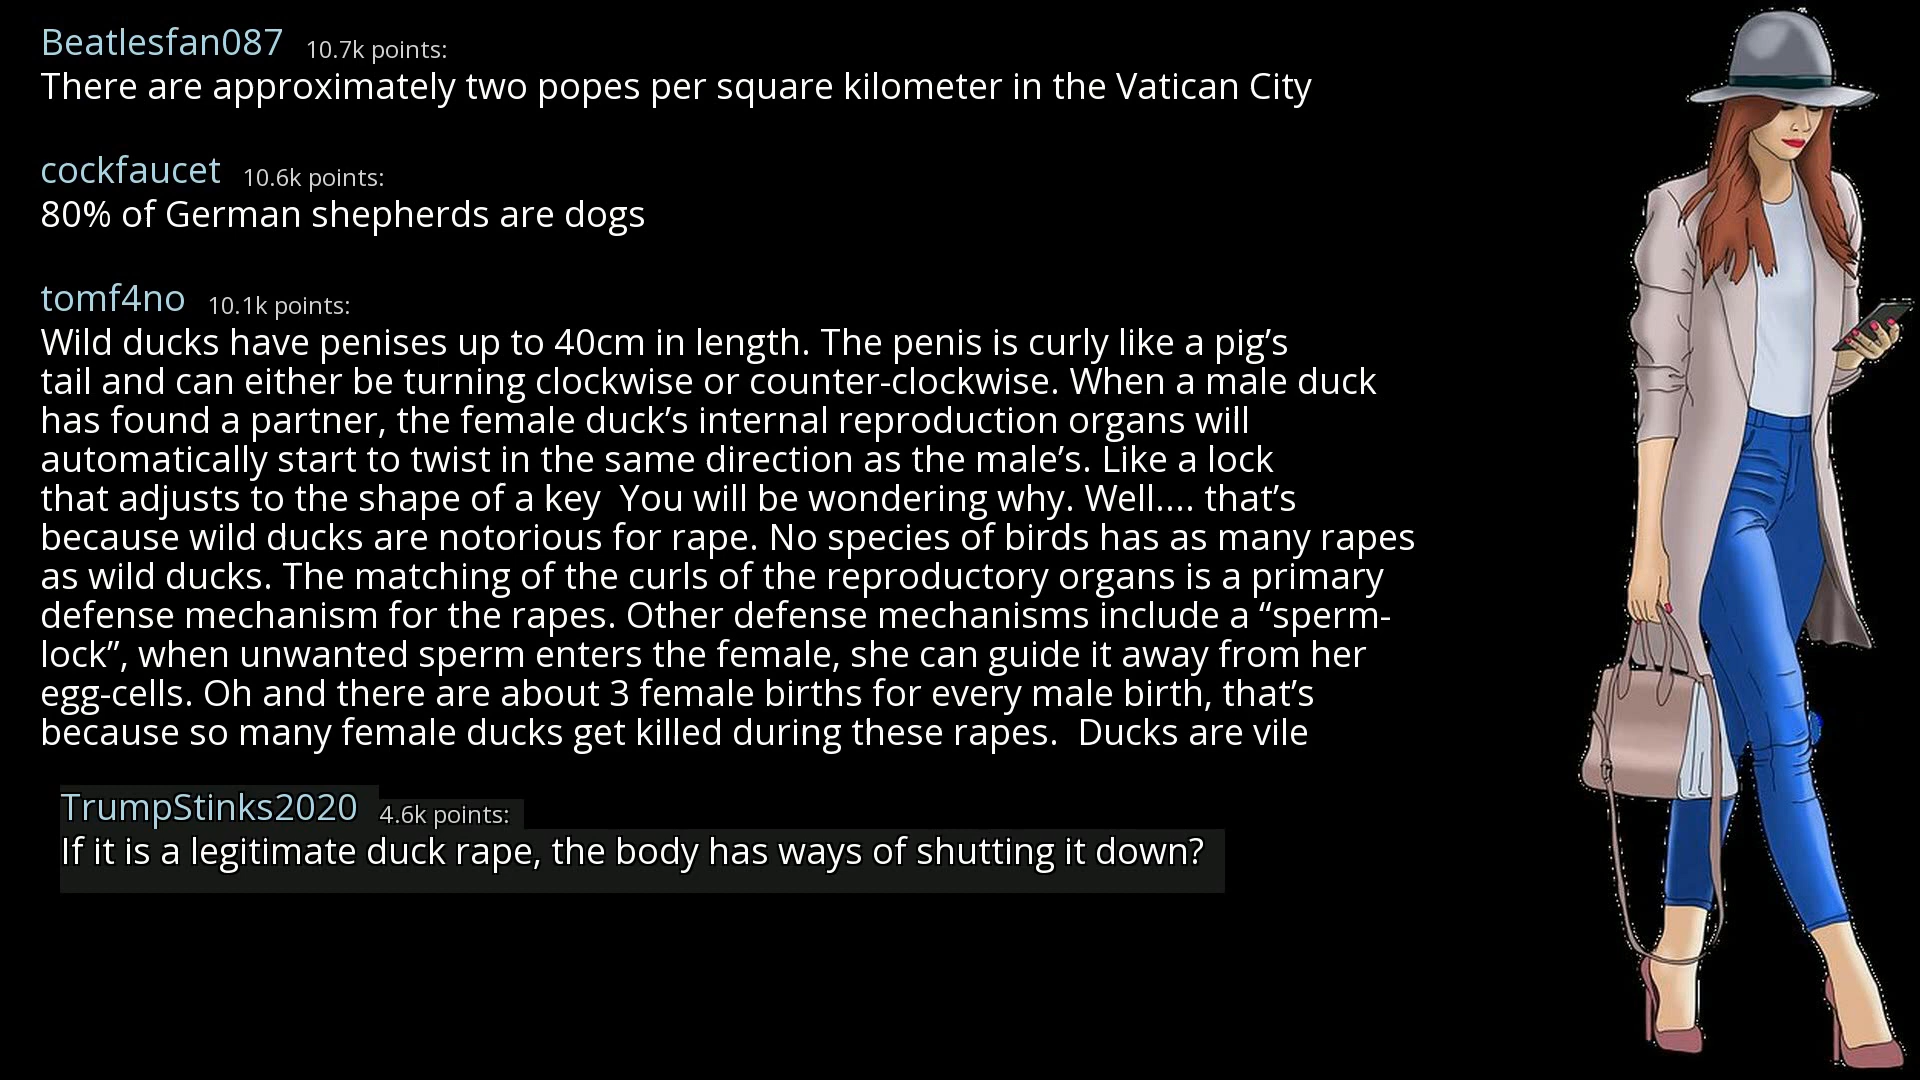 Beatlesfan087 10.7k points:
There are approximately two popes per square kilometer in the Vatican City
cockfaucet 10.6k points:
80% of German shepherds are dogs
tomf4no 10.1k points:
Wild ducks have penises up to 40cm in length. The penis is curly like a pig’s
tail and can either be turning clockwise or counter-clockwise. When a male duck
has found a partner, the female duck’s internal reproduction organs will
automatically start to twist in the same direction as the male’s. Like a lock
that adjusts to the shape of a key  You will be wondering why. Well.... that’s
because wild ducks are notorious for rape. No species of birds has as many rapes
as wild ducks. The matching of the curls of the reproductory organs is a primary
defense mechanism for the rapes. Other defense mechanisms include a “sperm-
lock”, when unwanted sperm enters the female, she can guide it away from her
egg-cells. Oh and there are about 3 female births for every male birth, that’s
because so many female ducks get killed during these rapes.  Ducks are vile
TrumpStinks2020 4.6k points:
If it is a legitimate duck rape, the body has ways of shutting it down?